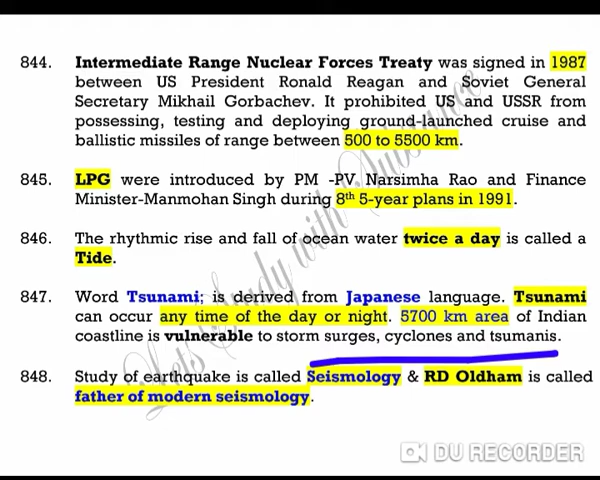 844. Intermediate Range Nuclear Forces Treaty was signed in 1987
between US President Ronald Reagan and Soviet General
Secretary Mikhail Gorbachev. It prohibited US and USSR from
possessing, testing and deploying ground-launched cruise and
ballistic missiles of range between 500 to 5500 km.
845. LPG were introduced by PM -PV Narsimha Rao and Finance
Minister-Manmohan Singh during 8th 5-year plans in 1991.
846. The rhythmic rise and fall of ocean water twice a day is called a
Tide.
847. Word Tsunami; is derived from Japanese language. Tsunami
can occur any time of the day or night. 5700 km area of Indian
coastline is vulnerable to storm surges, cyclones and tsumanis.
848. Study of earthquake is called Seismology & RD Oldham is called
father of modern seismology.
Lets Study with Guidance
DU RECORDER